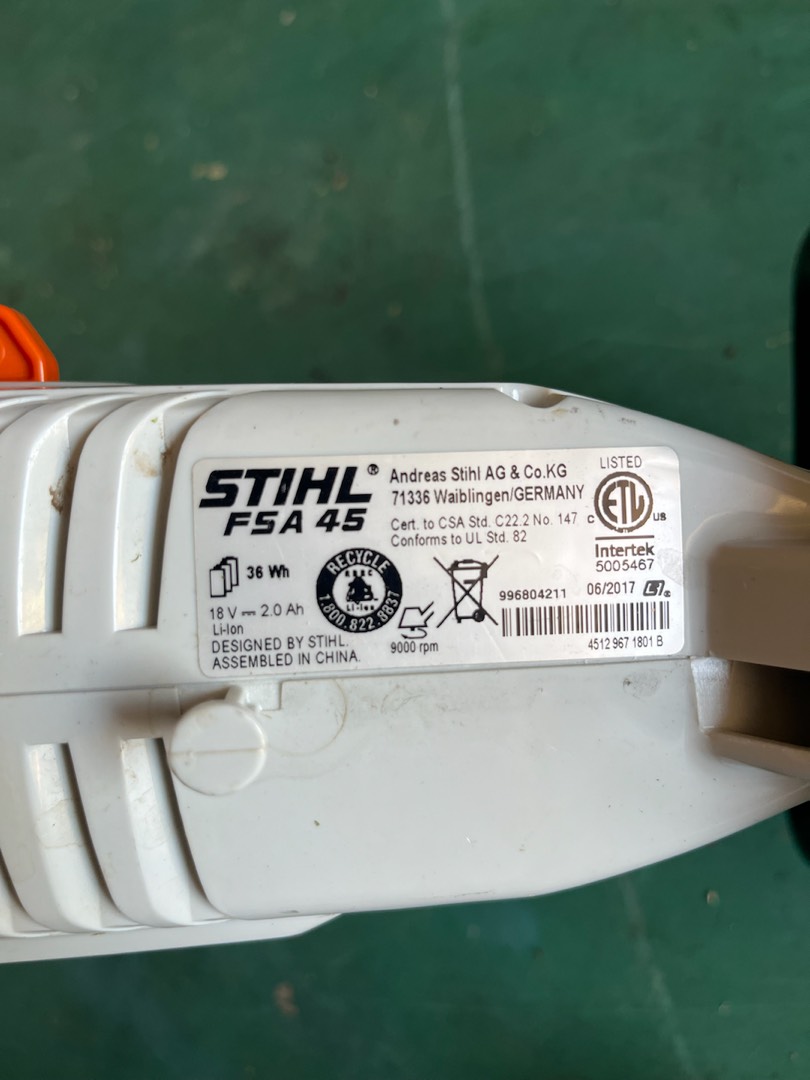 STIHL®
FSA 45
Andreas Stihl AG & Co.KG
71336 Waiblingen/GERMANY
Cert. to CSA Std. C22.2 No. 147
Conforms to UL Std. 82
LISTED
C ETL US
Intertek
5005467
36 Wh
18 V ⎓ 2.0 Ah
Li-Ion
DESIGNED BY STIHL.
ASSEMBLED IN CHINA.
RECYCLE
RBRC
Li-Ion
1.800.822.8837
9000 rpm
996804211 06/2017
4512 967 1801 B